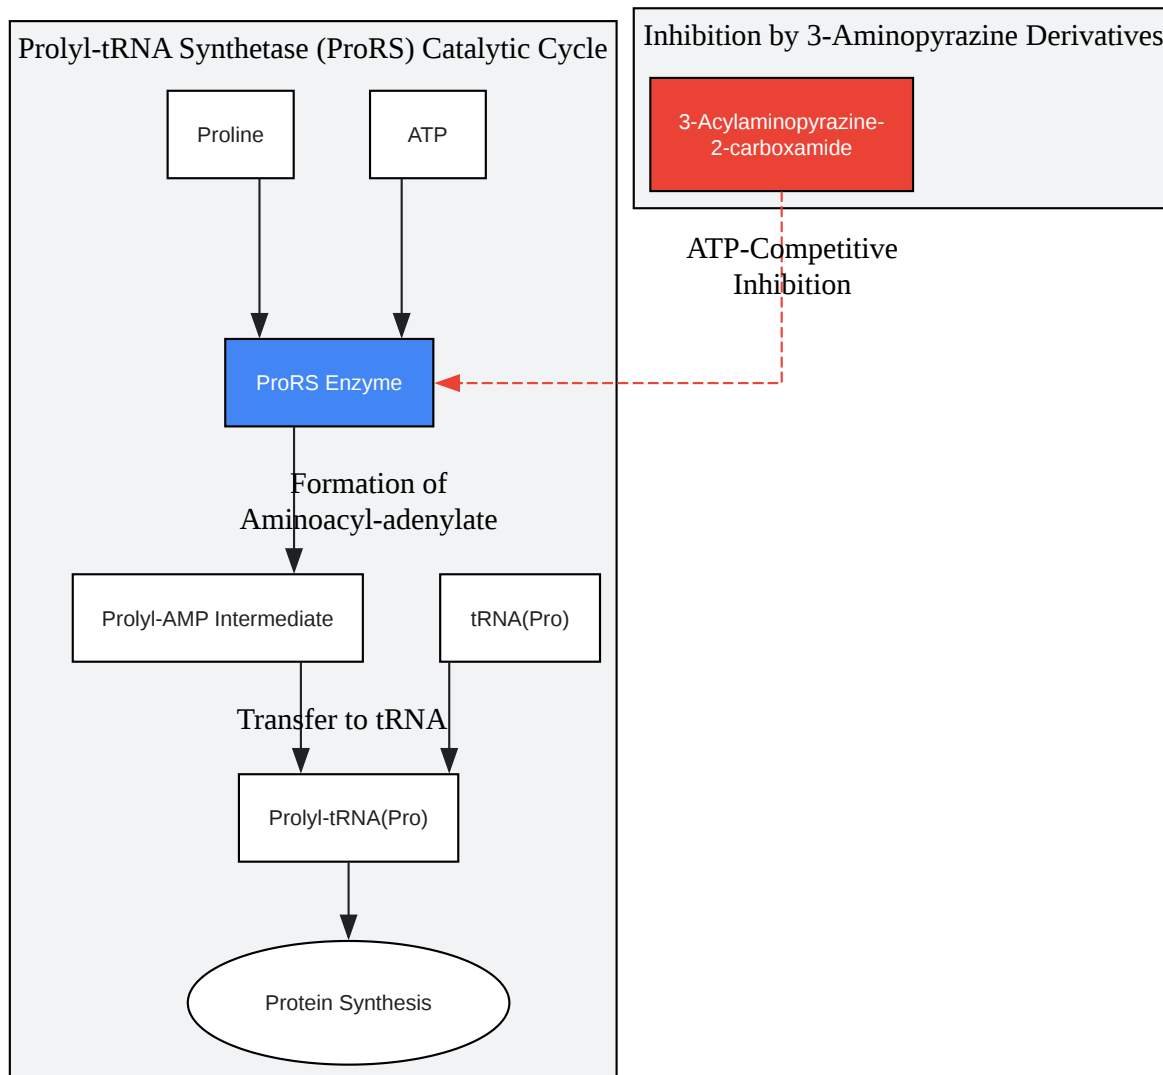 Prolyl-tRNA Synthetase (ProRS) Catalytic Cycle
Proline
ATP
ProRS Enzyme
Formation of
Aminoacyl-adenylate
Prolyl-AMP Intermediate
tRNA(Pro)
Transfer to tRNA
Prolyl-tRNA(Pro)
Protein Synthesis
Inhibition by 3-Aminopyrazine Derivatives
3-Acylaminopyrazine-
2-carboxamide
ATP-Competitive
Inhibition